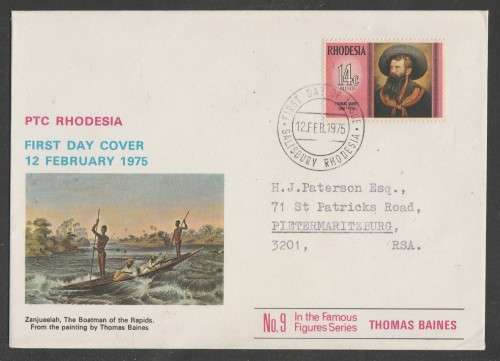 RHODESIA
14c
THOMAS BAINES
FIRST DAY OF ISSUE
12.FEB.1975
SALISBURY RHODESIA
PTC RHODESIA
FIRST DAY COVER
12 FEBRUARY 1975
H.J.Paterson Esq.,
71 St Patricks Road,
PIETERMARITZBURG,
3201, RSA.
Zanjueelah, The Boatman of the Rapids.
From the painting by Thomas Baines
No.9 In the Famous
Figures Series
THOMAS BAINES